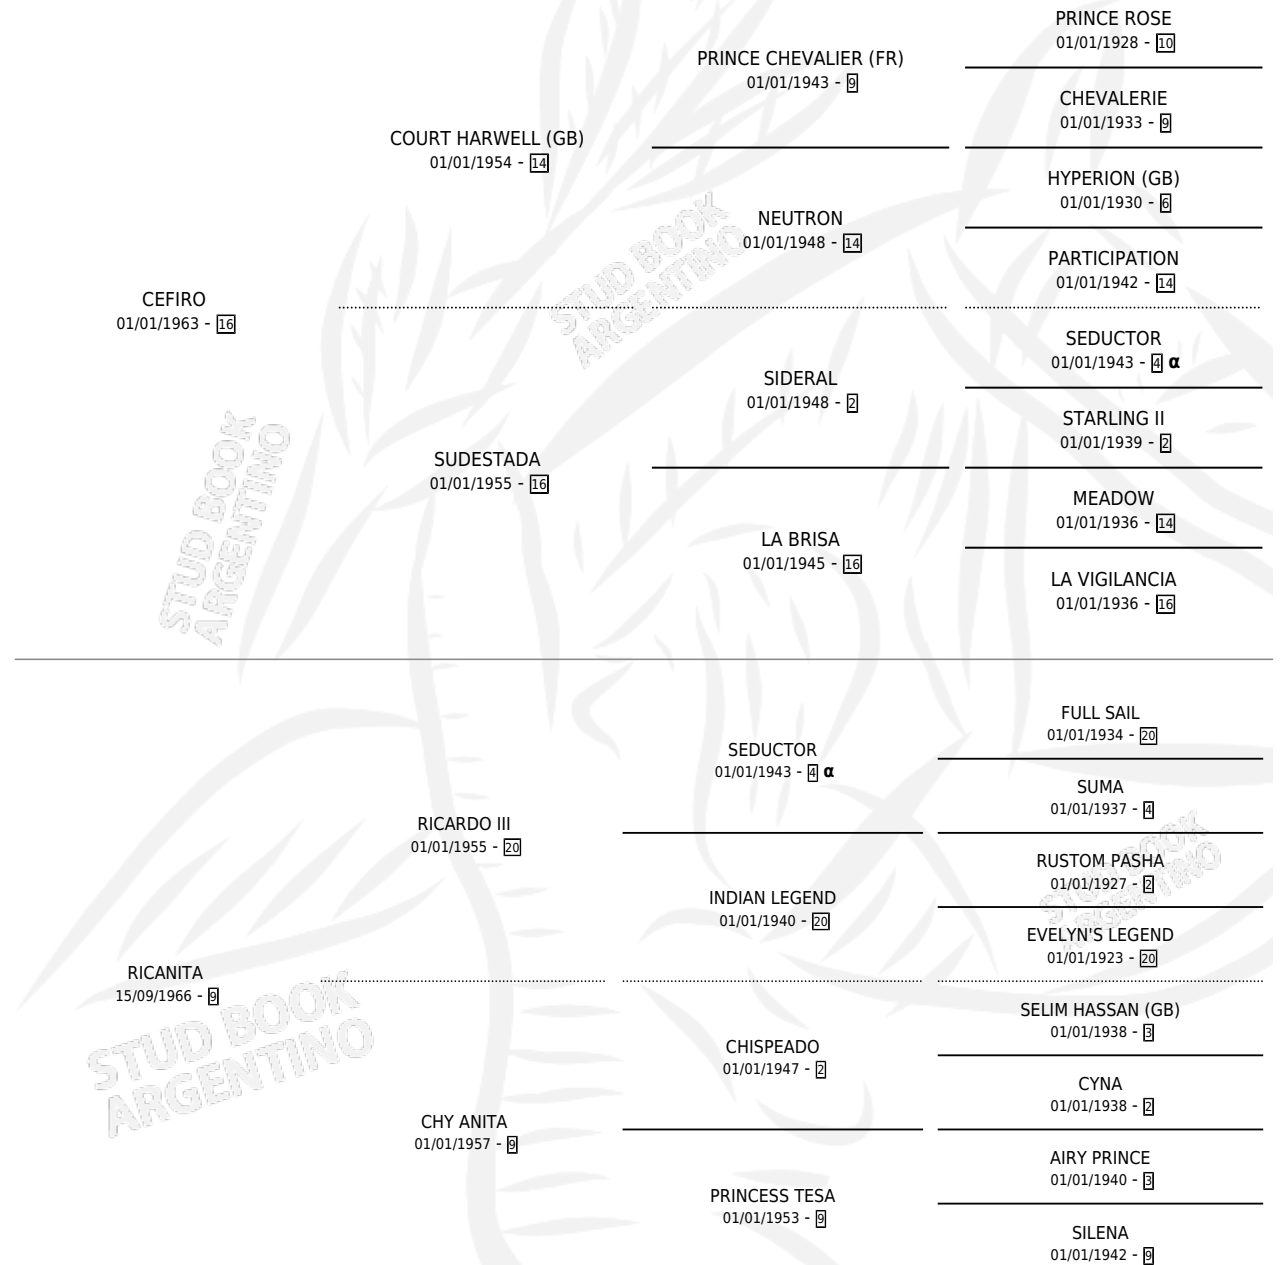 PRINCE ROSE
01/01/1928 - 10
PRINCE CHEVALIER (FR)
01/01/1943 - 9
CHEVALERIE
01/01/1933 - 9
COURT HARWELL (GB)
01/01/1954 - 14
HYPERION (GB)
01/01/1930 - 6
NEUTRON
01/01/1948 - 14
PARTICIPATION
01/01/1942 - 14
CEFIRO
01/01/1963 - 16
SEDUCTOR
01/01/1943 - 4 α
SIDERAL
01/01/1948 - 2
STARLING II
01/01/1939 - 2
SUDESTADA
01/01/1955 - 16
MEADOW
01/01/1936 - 14
LA BRISA
01/01/1945 - 16
LA VIGILANCIA
01/01/1936 - 16
FULL SAIL
01/01/1934 - 20
SEDUCTOR
01/01/1943 - 4 α
SUMA
01/01/1937 - 4
RICARDO III
01/01/1955 - 20
RUSTOM PASHA
01/01/1927 - 2
INDIAN LEGEND
01/01/1940 - 20
EVELYN'S LEGEND
01/01/1923 - 20
RICANITA
15/09/1966 - 9
SELIM HASSAN (GB)
01/01/1938 - 3
CHISPEADO
01/01/1947 - 2
CYNA
01/01/1938 - 2
CHY ANITA
01/01/1957 - 9
AIRY PRINCE
01/01/1940 - 3
PRINCESS TESA
01/01/1953 - 9
SILENA
01/01/1942 - 9
STUD BOOK
ARGENTINO
STUD BOOK
ARGENTINO
STUD BOOK
ARGENTINO
STUD BOOK
ARGENTINO